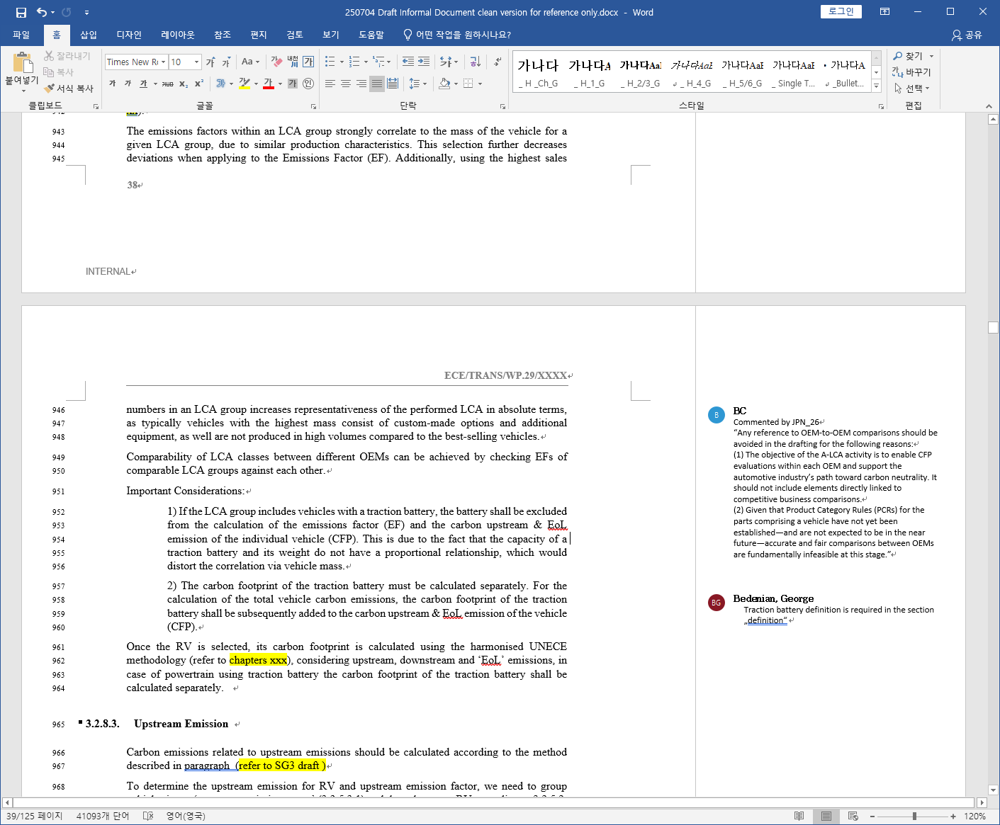 250704 Draft Informal Document clean version for reference only.docx - Word
로그인
파일 홈 삽입 디자인 레이아웃 참조 편지 검토 보기 도움말 어떤 작업을 원하시나요? 공유
붙여넣기
잘라내기
복사
서식 복사
클립보드
Times New Ro 10
글꼴
단락
가나다 가나다A 가나다AaI 가나다AaE 가나다AaB 가나다AaE · 가나다A
_ H _Ch_G _ H_1_G _ H_2/3_G _ H_4_G _ H_5/6_G _ Single T... _Bullet...
스타일
찾기
바꾸기
선택
편집
943 The emissions factors within an LCA group strongly correlate to the mass of the vehicle for a
944 given LCA group, due to similar production characteristics. This selection further decreases
945 deviations when applying to the Emissions Factor (EF). Additionally, using the highest sales
38
INTERNAL
ECE/TRANS/WP.29/XXXX
946 numbers in an LCA group increases representativeness of the performed LCA in absolute terms,
947 as typically vehicles with the highest mass consist of custom-made options and additional
948 equipment, as well are not produced in high volumes compared to the best-selling vehicles.
949 Comparability of LCA classes between different OEMs can be achieved by checking EFs of
950 comparable LCA groups against each other.
951 Important Considerations:
952 1) If the LCA group includes vehicles with a traction battery, the battery shall be excluded
953 from the calculation of the emissions factor (EF) and the carbon upstream & EoL
954 emission of the individual vehicle (CFP). This is due to the fact that the capacity of a
955 traction battery and its weight do not have a proportional relationship, which would
956 distort the correlation via vehicle mass.
957 2) The carbon footprint of the traction battery must be calculated separately. For the
958 calculation of the total vehicle carbon emissions, the carbon footprint of the traction
959 battery shall be subsequently added to the carbon upstream & EoL emission of the vehicle
960 (CFP).
961 Once the RV is selected, its carbon footprint is calculated using the harmonised UNECE
962 methodology (refer to chapters xxx), considering upstream, downstream and ‘EoL’ emissions, in
963 case of powertrain using traction battery the carbon footprint of the traction battery shall be
964 calculated separately.
965 3.2.8.3. Upstream Emission
966 Carbon emissions related to upstream emissions should be calculated according to the method
967 described in paragraph (refer to SG3 draft )
968 To determine the upstream emission for RV and upstream emission factor, we need to group
B BC
Commented by JPN_26
“Any reference to OEM-to-OEM comparisons should be
avoided in the drafting for the following reasons:
(1) The objective of the A-LCA activity is to enable CFP
evaluations within each OEM and support the
automotive industry’s path toward carbon neutrality. It
should not include elements directly linked to
competitive business comparisons.
(2) Given that Product Category Rules (PCRs) for the
parts comprising a vehicle have not yet been
established—and are not expected to be in the near
future—accurate and fair comparisons between OEMs
are fundamentally infeasible at this stage.”
BG Bedenian, George
Traction battery definition is required in the section
„definition“
39/125 페이지 41093개 단어 영어(영국) 120%